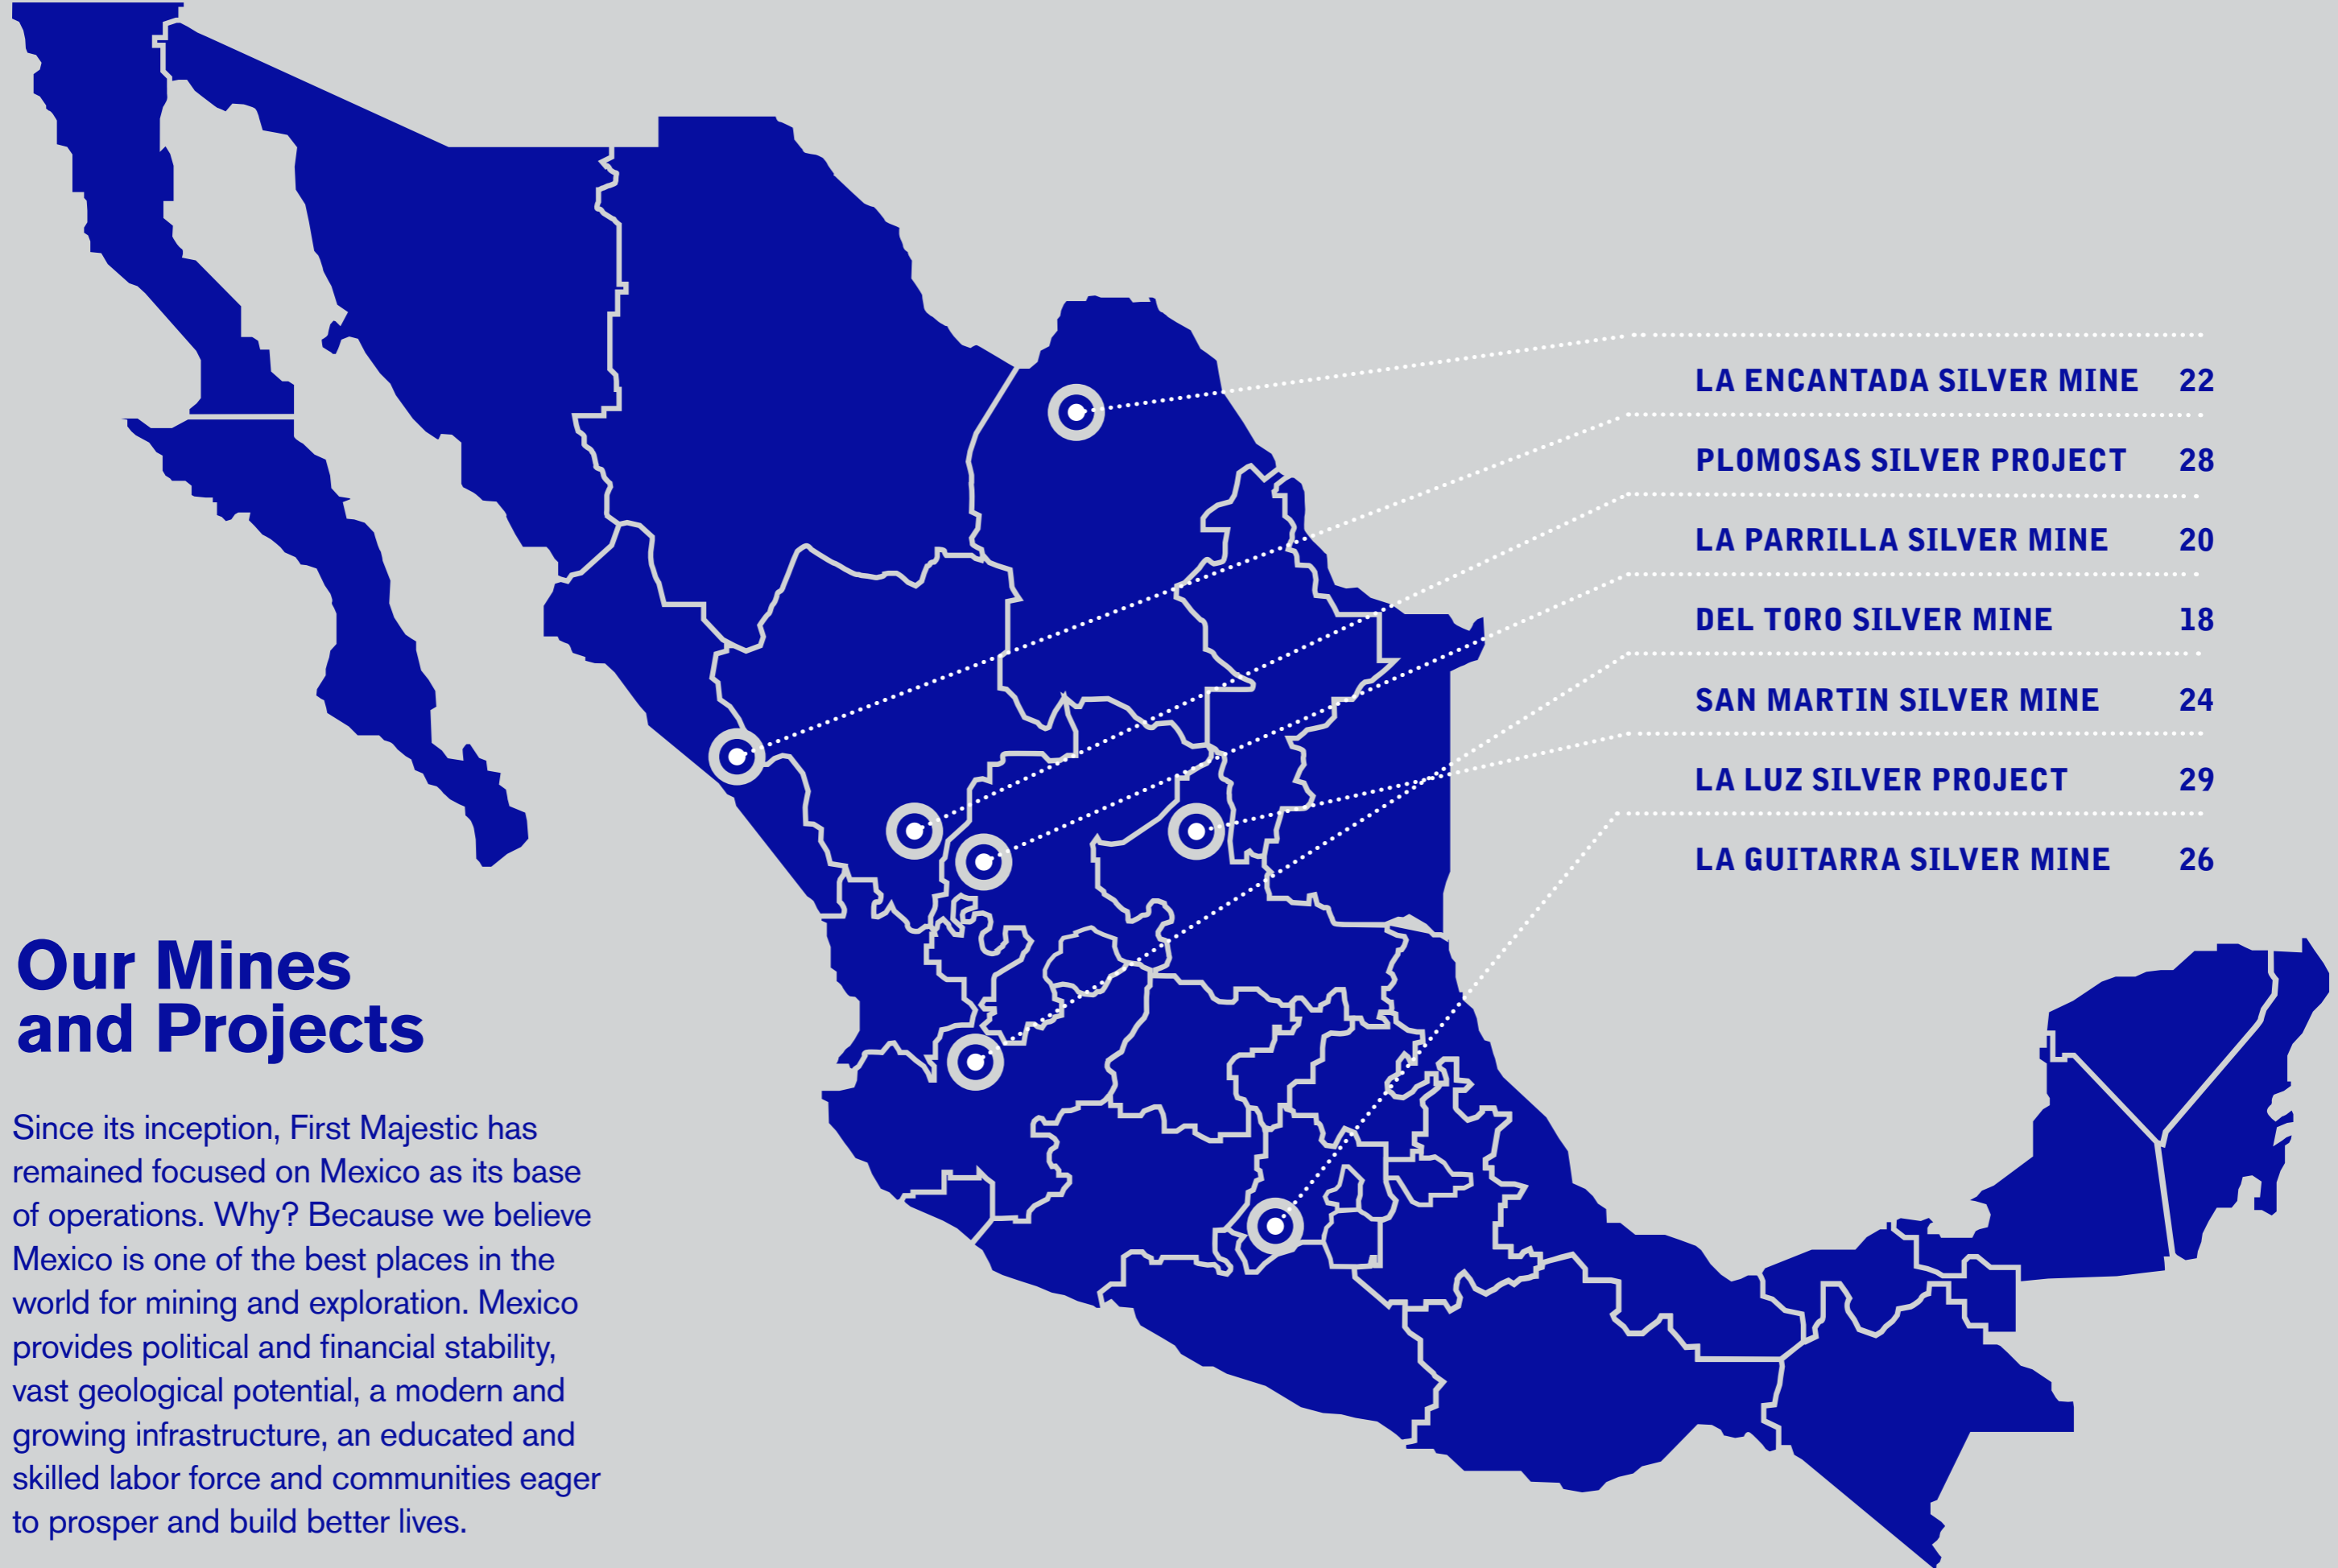 LA ENCANTADA SILVER MINE 22
PLOMOSAS SILVER PROJECT 28
LA PARRILLA SILVER MINE 20
DEL TORO SILVER MINE 18
SAN MARTIN SILVER MINE 24
LA LUZ SILVER PROJECT 29
LA GUITARRA SILVER MINE 26
Our Mines
and Projects
Since its inception, First Majestic has
remained focused on Mexico as its base
of operations. Why? Because we believe
Mexico is one of the best places in the
world for mining and exploration. Mexico
provides political and financial stability,
vast geological potential, a modern and
growing infrastructure, an educated and
skilled labor force and communities eager
to prosper and build better lives.